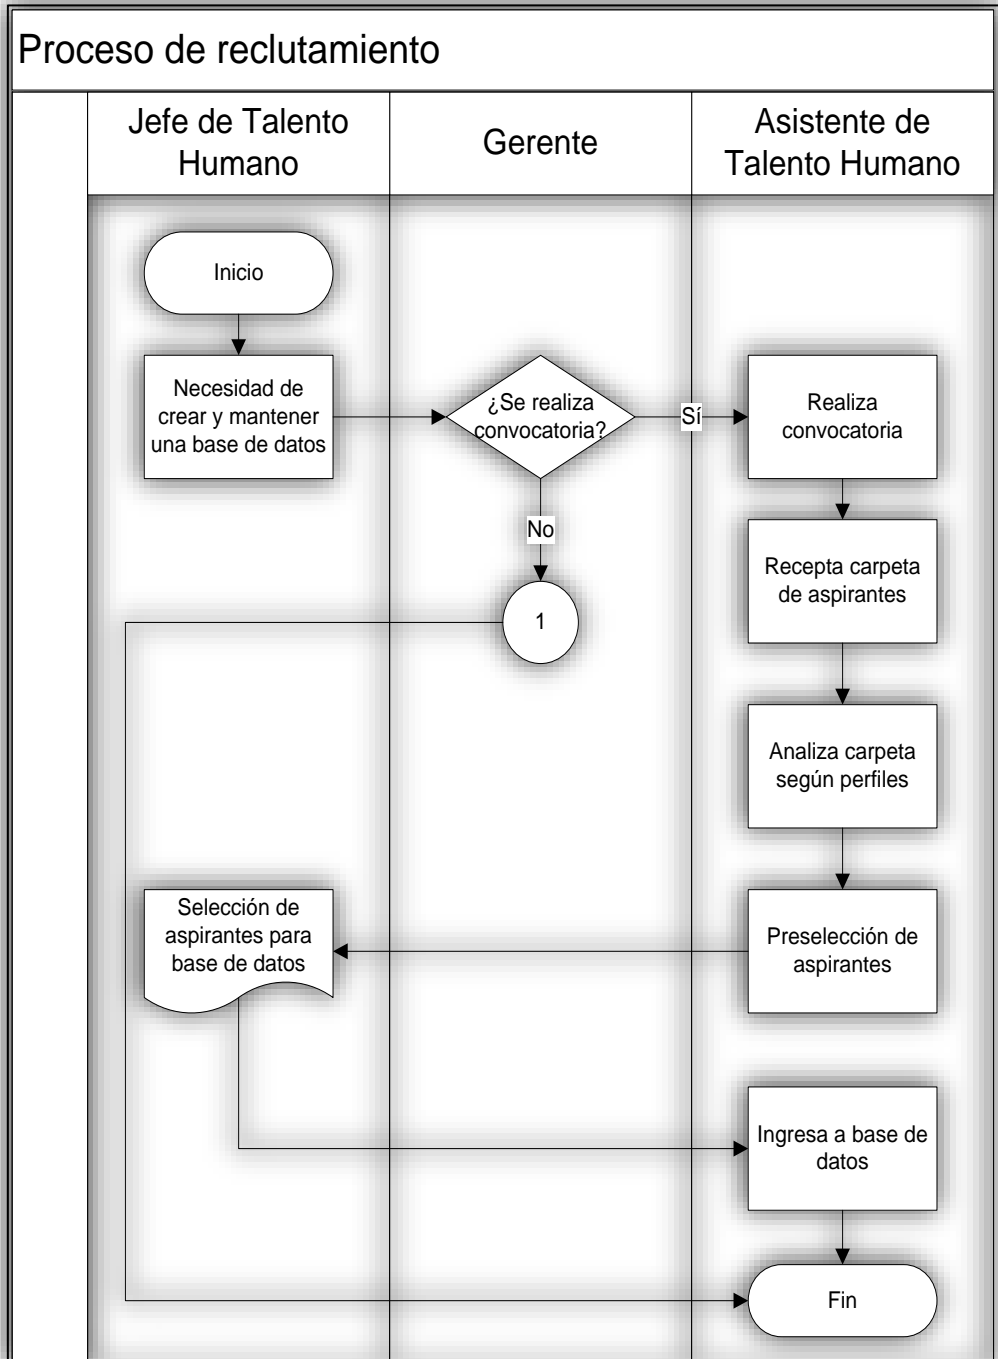 Proceso de reclutamiento
Jefe de Talento
Humano
Gerente
Asistente de
Talento Humano
Inicio
Necesidad de
crear y mantener
una base de datos
¿Se realiza
convocatoria?
Sí
Realiza
convocatoria
No
1
Recepta carpeta
de aspirantes
Analiza carpeta
según perfiles
Preselección de
aspirantes
Selección de
aspirantes para
base de datos
Ingresa a base de
datos
Fin